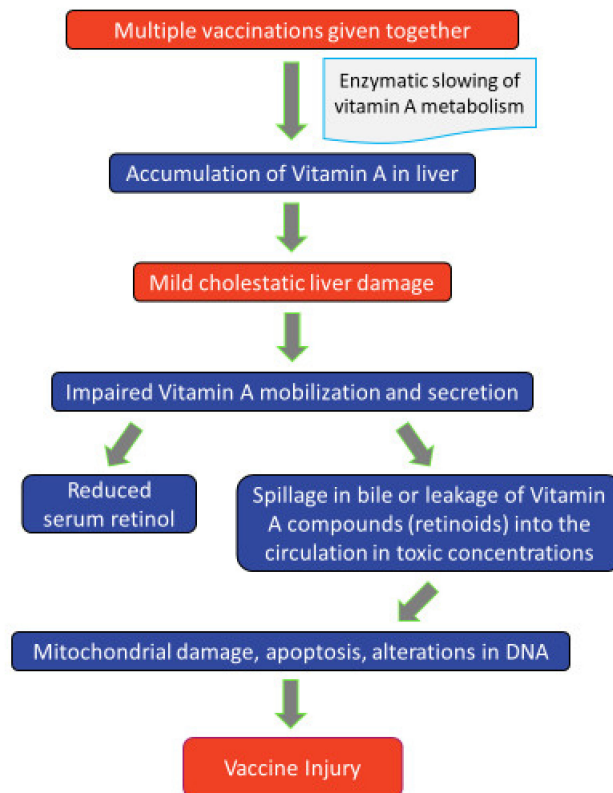 Multiple vaccinations given together
Enzymatic slowing of
vitamin A metabolism
Accumulation of Vitamin A in liver
Mild cholestatic liver damage
Impaired Vitamin A mobilization and secretion
Reduced
serum retinol
Spillage in bile or leakage of Vitamin
A compounds (retinoids) into the
circulation in toxic concentrations
Mitochondrial damage, apoptosis, alterations in DNA
Vaccine Injury